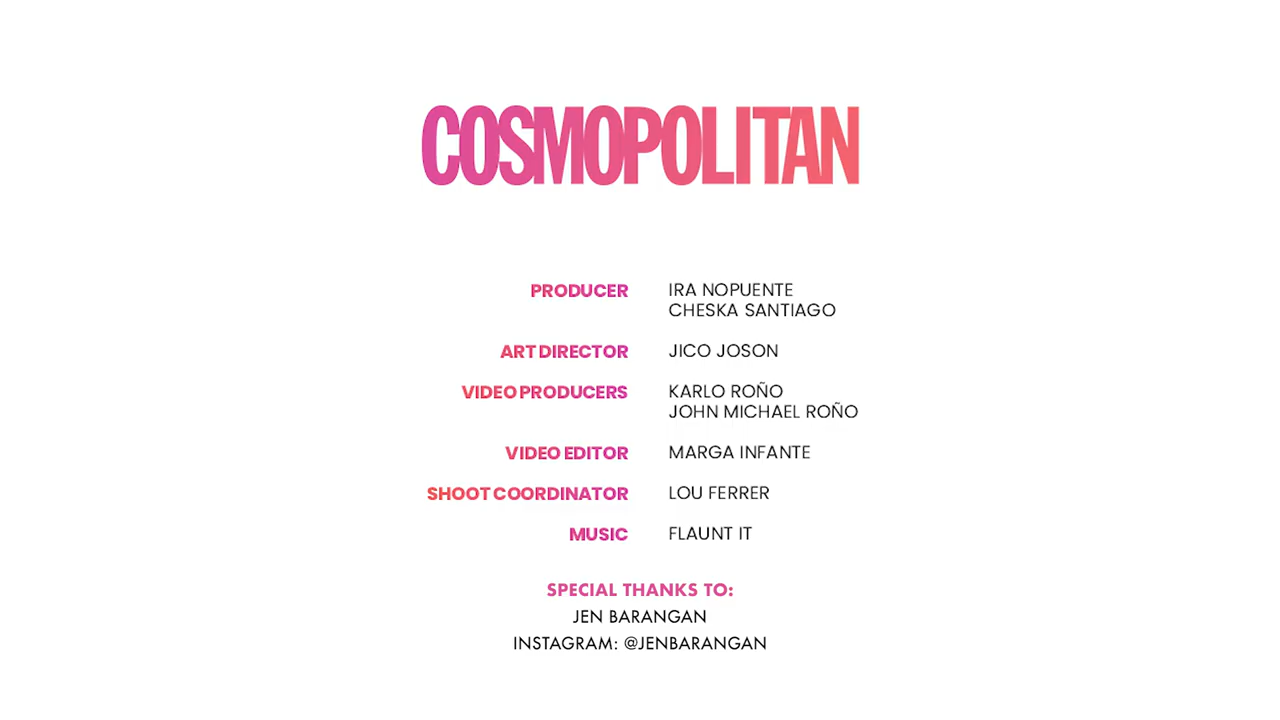 COSMOPOLITAN
PRODUCER IRA NOPUENTE
CHESKA SANTIAGO
ART DIRECTOR JICO JOSON
VIDEO PRODUCERS KARLO ROÑO
JOHN MICHAEL ROÑO
VIDEO EDITOR MARGA INFANTE
SHOOT COORDINATOR LOU FERRER
MUSIC FLAUNT IT
SPECIAL THANKS TO:
JEN BARANGAN
INSTAGRAM: @JENBARANGAN